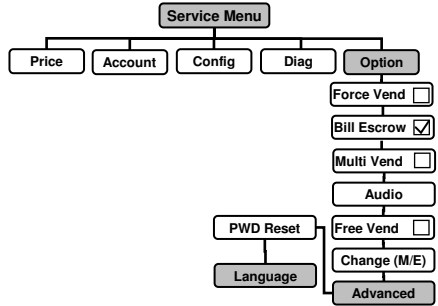 Service Menu
Price
Account
Config
Diag
Option
Force Vend
Bill Escrow
Multi Vend
Audio
PWD Reset
Free Vend
Change (M/E)
Language
Advanced